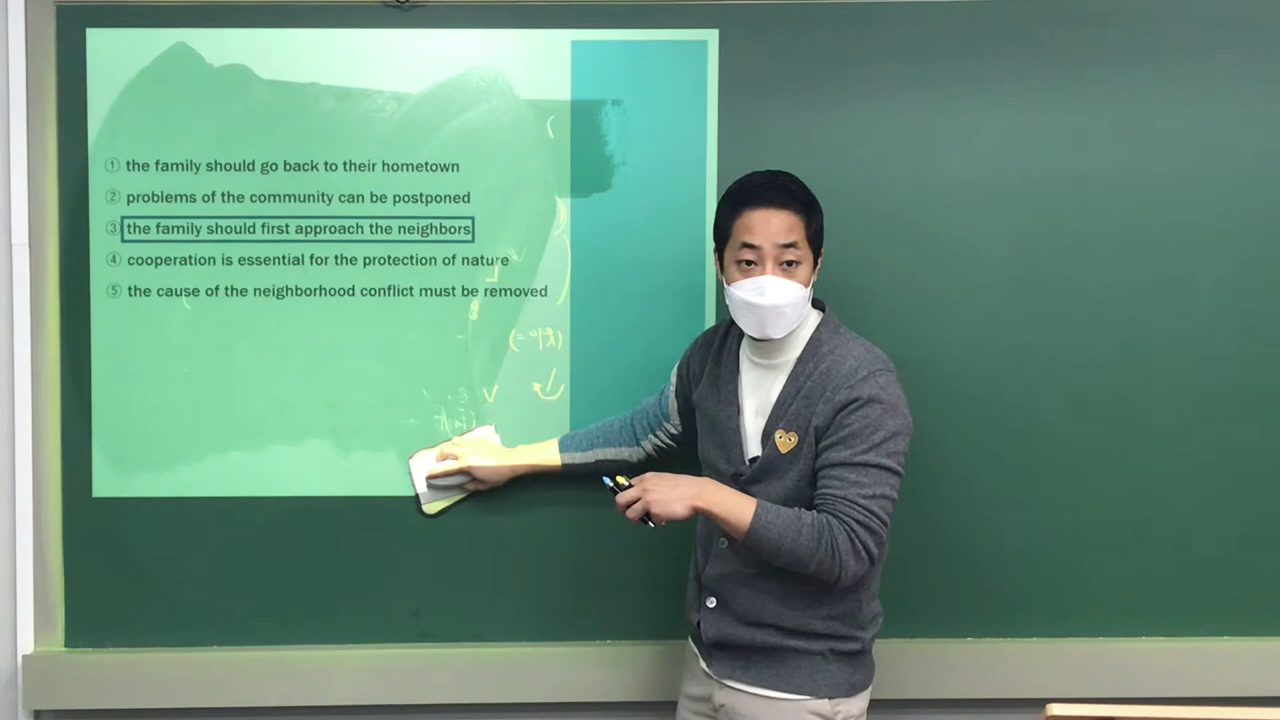 ① the family should go back to their hometown
② problems of the community can be postponed
③ the family should first approach the neighbors
④ cooperation is essential for the protection of nature
⑤ the cause of the neighborhood conflict must be removed